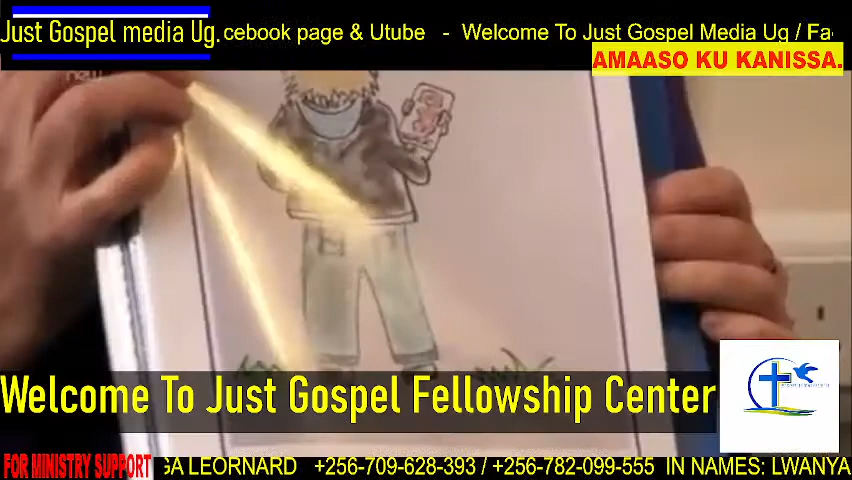 Just Gospel media Ug.
cebook page & Utube - Welcome To Just Gospel Media Ug / Fa
AMAASO KU KANISSA.
new
Welcome To Just Gospel Fellowship Center
FOR MINISTRY SUPPORT
GA LEORNARD +256-709-628-393 / +256-782-099-555 IN NAMES: LWANYA